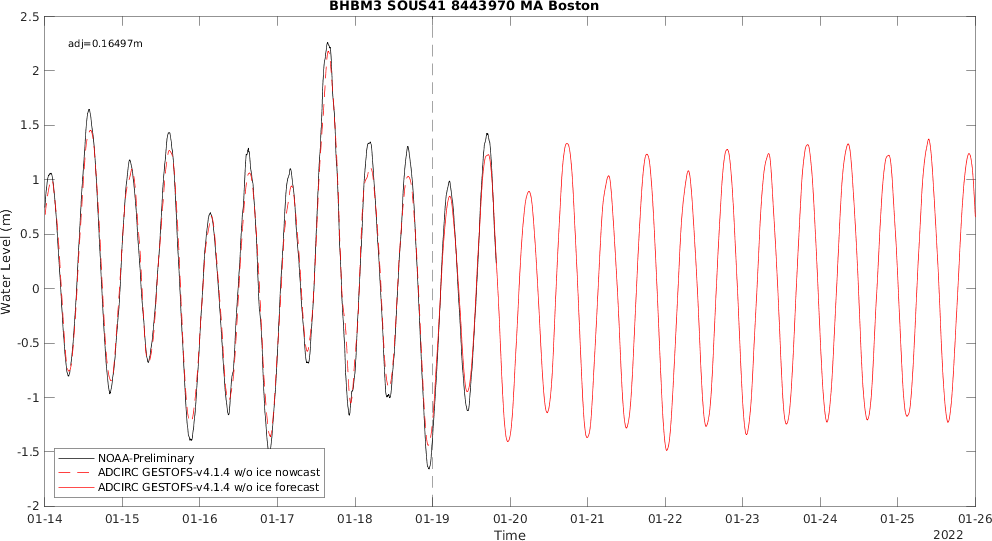 BHBM3 SOUS41 8443970 MA Boston
adj=0.16497m
2.5
2
1.5
1
0.5
0
-0.5
-1
-1.5
-2
Water Level (m)
NOAA-Preliminary
ADCIRC GESTOFS-v4.1.4 w/o ice nowcast
ADCIRC GESTOFS-v4.1.4 w/o ice forecast
01-14 01-15 01-16 01-17 01-18 01-19 01-20 01-21 01-22 01-23 01-24 01-25 01-26
Time
2022